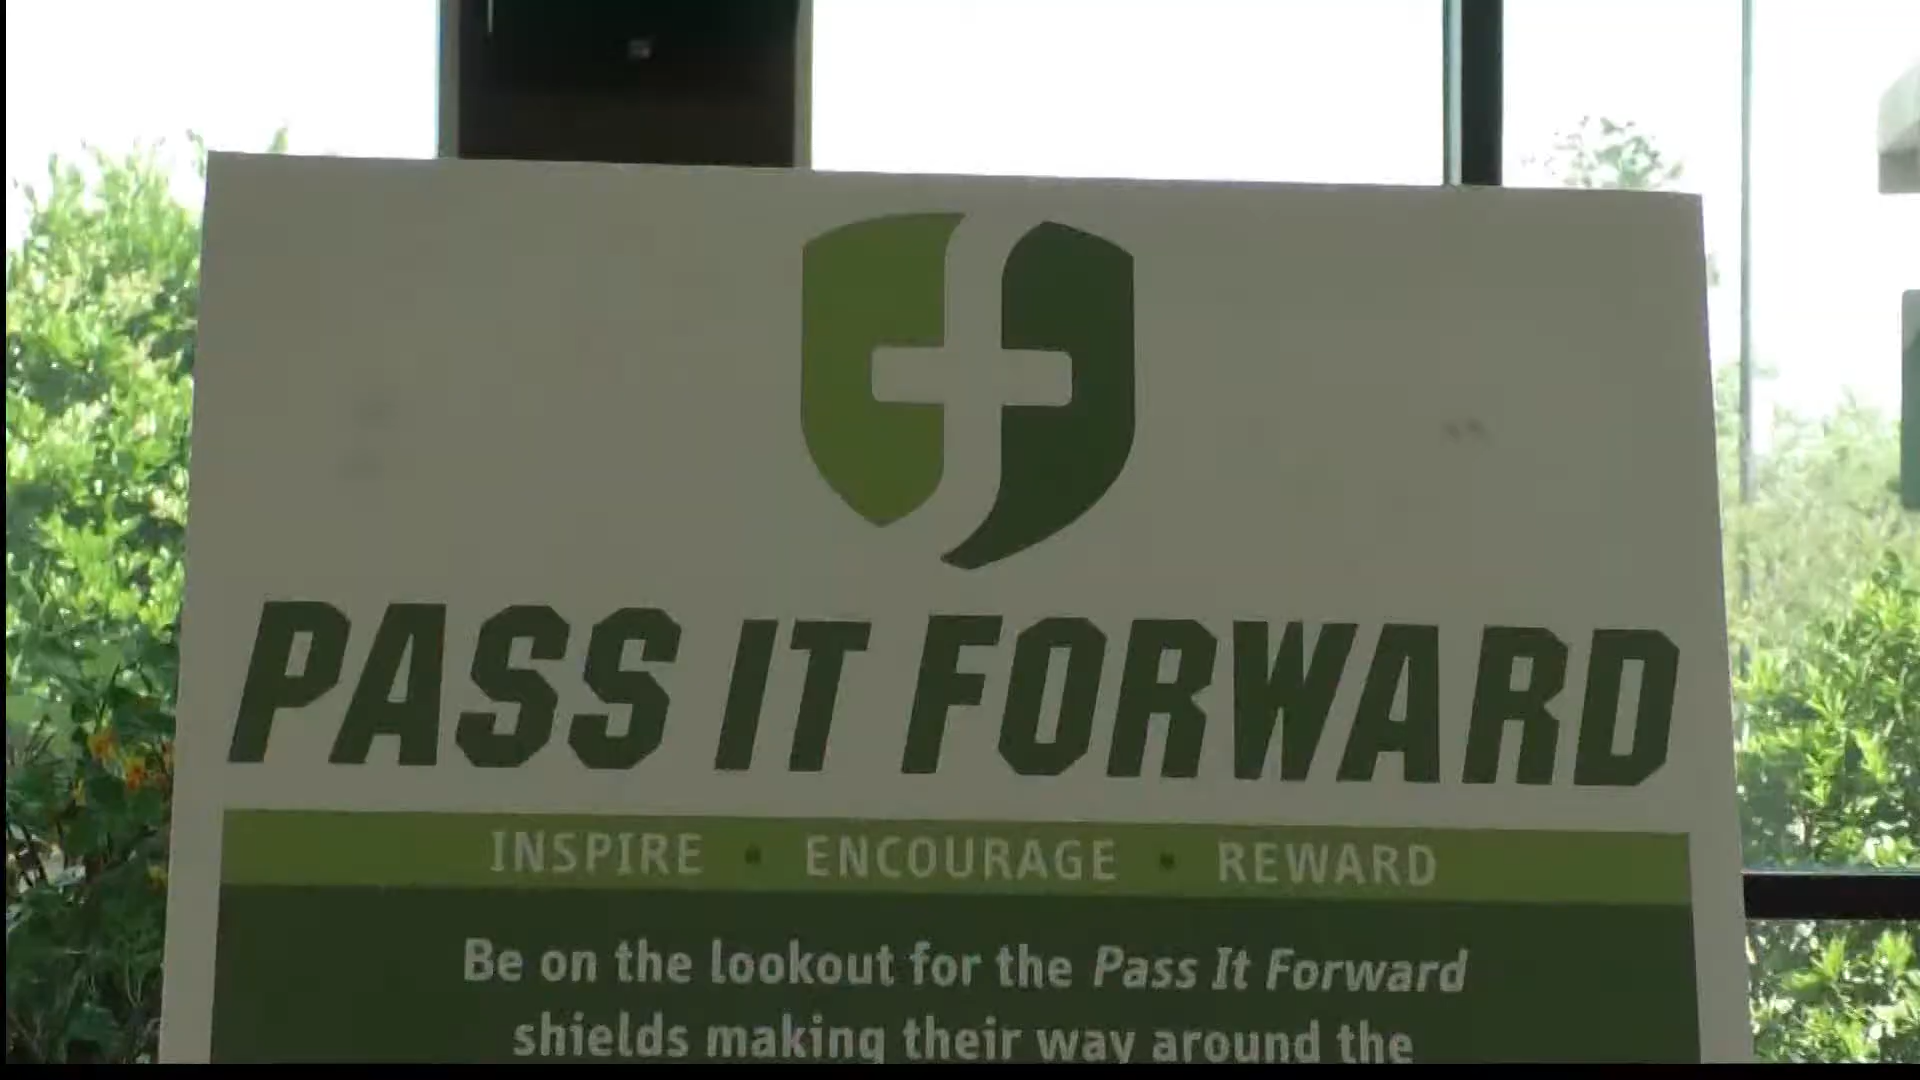 PASS IT FORWARD
INSPIRE • ENCOURAGE • REWARD
Be on the lookout for the Pass It Forward
shields making their way around the